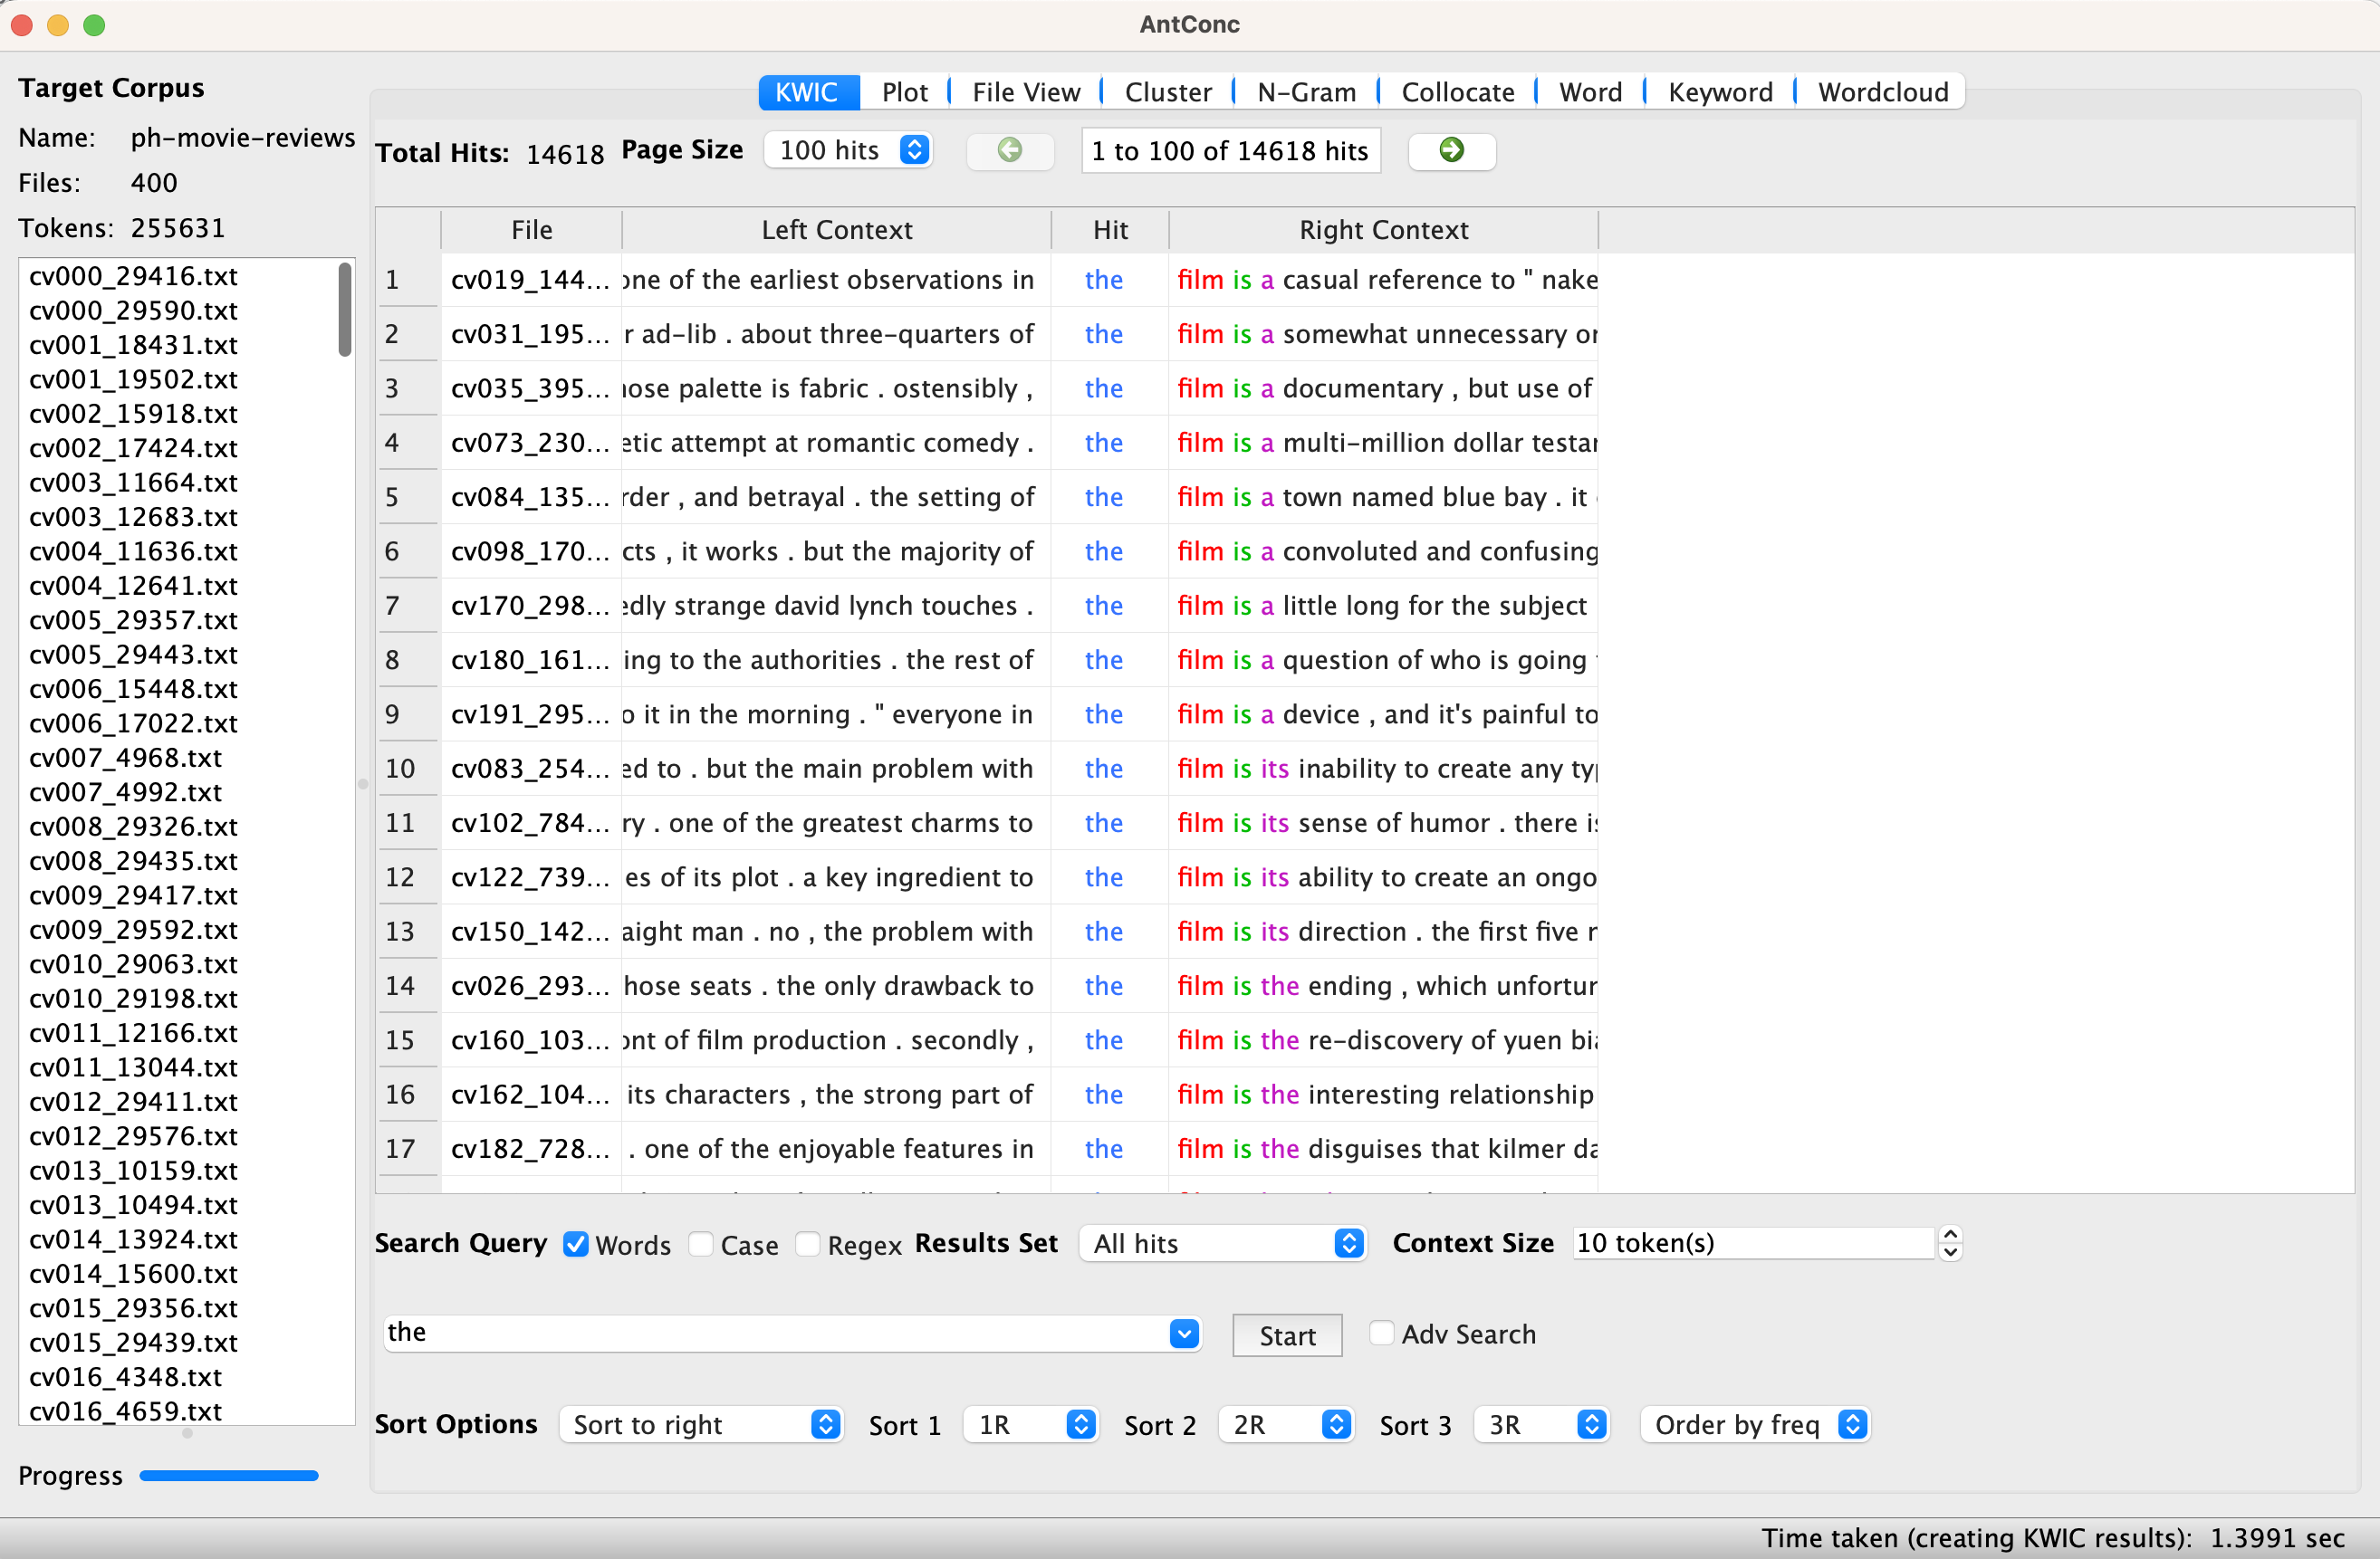 AntConc
Target Corpus
Name: ph-movie-reviews
Files: 400
Tokens: 255631
cv000_29416.txt
cv000_29590.txt
cv001_18431.txt
cv001_19502.txt
cv002_15918.txt
cv002_17424.txt
cv003_11664.txt
cv003_12683.txt
cv004_11636.txt
cv004_12641.txt
cv005_29357.txt
cv005_29443.txt
cv006_15448.txt
cv006_17022.txt
cv007_4968.txt
cv007_4992.txt
cv008_29326.txt
cv008_29435.txt
cv009_29417.txt
cv009_29592.txt
cv010_29063.txt
cv010_29198.txt
cv011_12166.txt
cv011_13044.txt
cv012_29411.txt
cv012_29576.txt
cv013_10159.txt
cv013_10494.txt
cv014_13924.txt
cv014_15600.txt
cv015_29356.txt
cv015_29439.txt
cv016_4348.txt
cv016_4659.txt
Progress
KWIC Plot File View Cluster N-Gram Collocate Word Keyword Wordcloud
Total Hits: 14618 Page Size 100 hits 1 to 100 of 14618 hits
File Left Context Hit Right Context
1 cv019_144... one of the earliest observations in the film is a casual reference to " nake
2 cv031_195... r ad-lib . about three-quarters of the film is a somewhat unnecessary or
3 cv035_395... hose palette is fabric . ostensibly , the film is a documentary , but use of
4 cv073_230... etic attempt at romantic comedy . the film is a multi-million dollar testar
5 cv084_135... rder , and betrayal . the setting of the film is a town named blue bay . it
6 cv098_170... cts , it works . but the majority of the film is a convoluted and confusing
7 cv170_298... edly strange david lynch touches . the film is a little long for the subject
8 cv180_161... ing to the authorities . the rest of the film is a question of who is going
9 cv191_295... o it in the morning . " everyone in the film is a device , and it's painful to
10 cv083_254... ed to . but the main problem with the film is its inability to create any typ
11 cv102_784... ry . one of the greatest charms to the film is its sense of humor . there is
12 cv122_739... es of its plot . a key ingredient to the film is its ability to create an ongo
13 cv150_142... aight man . no , the problem with the film is its direction . the first five
14 cv026_293... hose seats . the only drawback to the film is the ending , which unfortur
15 cv160_103... ont of film production . secondly , the film is the re-discovery of yuen bia
16 cv162_104... its characters , the strong part of the film is the interesting relationship
17 cv182_728... . one of the enjoyable features in the film is the disguises that kilmer da
Search Query Words Case Regex Results Set All hits Context Size 10 token(s)
the Start Adv Search
Sort Options Sort to right Sort 1 1R Sort 2 2R Sort 3 3R Order by freq
Time taken (creating KWIC results): 1.3991 sec